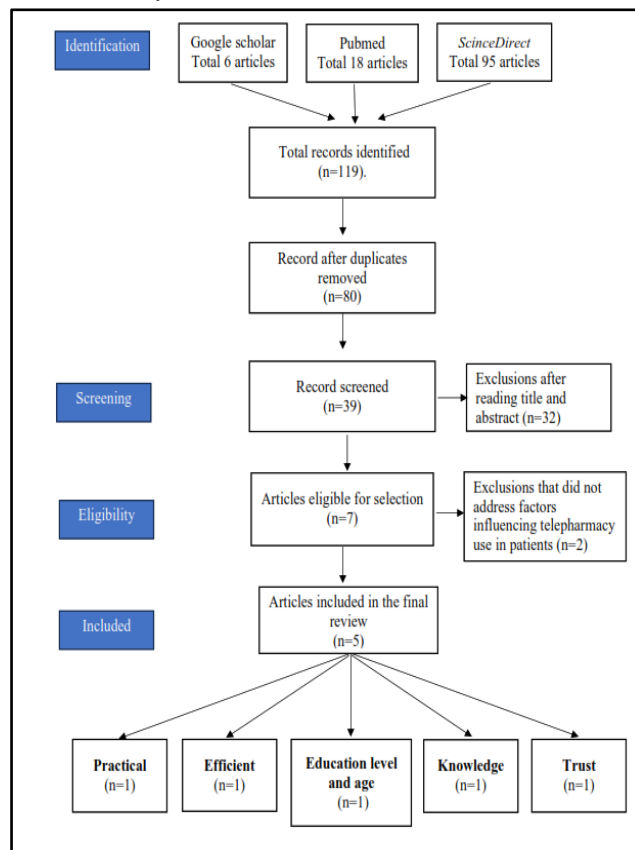 Identification
Google scholar
Total 6 articles
Pubmed
Total 18 articles
ScinceDirect
Total 95 articles
Total records identified
(n=119).
Record after duplicates
removed
(n=80)
Screening
Record screened
(n=39)
Exclusions after
reading title and
abstract (n=32)
Eligibility
Articles eligible for selection
(n=7)
Exclusions that did not
address factors
influencing telepharmacy
use in patients (n=2)
Included
Articles included in the final
review
(n=5)
Practical
(n=1)
Efficient
(n=1)
Education level
and age
(n=1)
Knowledge
(n=1)
Trust
(n=1)